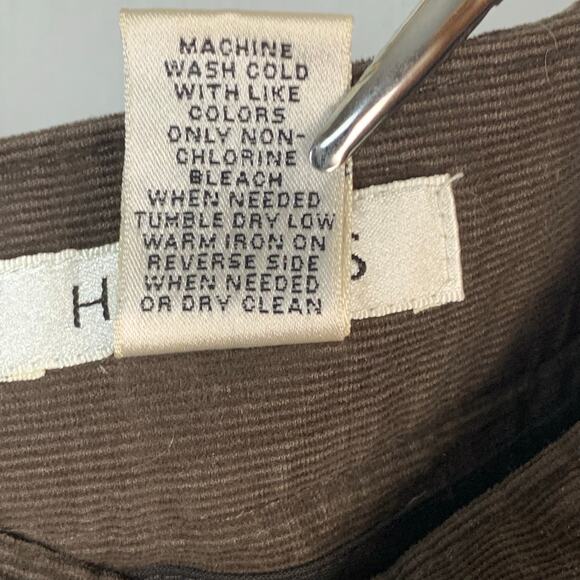 MACHINE
WASH COLD
WITH LIKE
COLORS
ONLY NON-
CHLORINE
BLEACH
WHEN NEEDED
TUMBLE DRY LOW
WARM IRON ON
REVERSE SIDE
WHEN NEEDED
OR DRY CLEAN